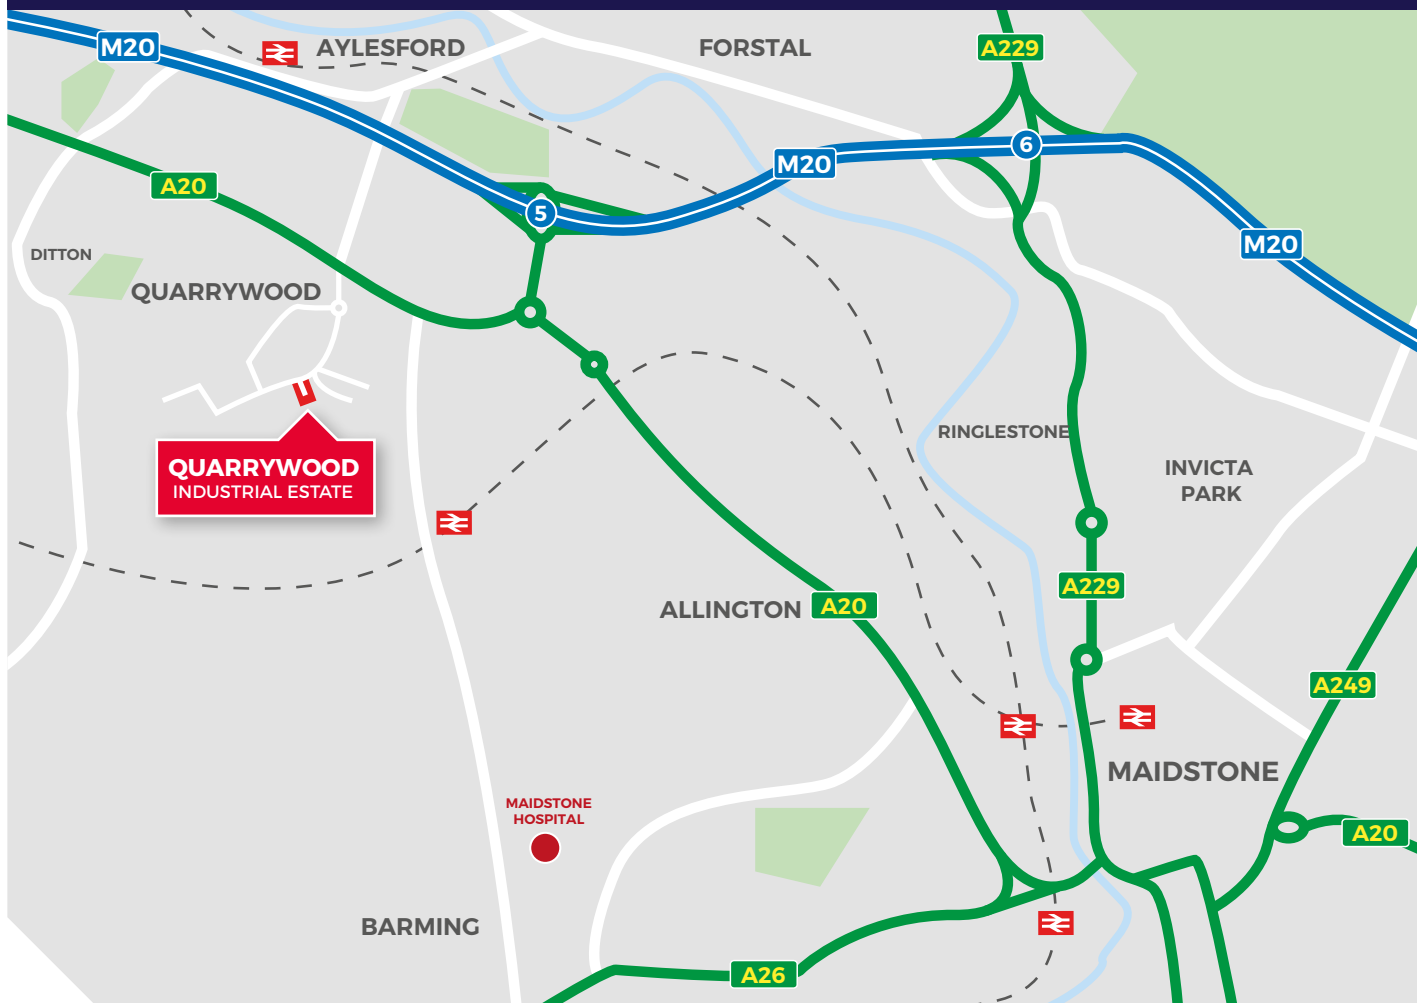 M20
AYLESFORD
FORSTAL
A229
6
M20
A20
5
M20
DITTON
QUARRYWOOD
RINGLESTONE
QUARRYWOOD
INDUSTRIAL ESTATE
INVICTA
PARK
A229
ALLINGTON
A20
A249
MAIDSTONE
MAIDSTONE
HOSPITAL
A20
BARMING
A26